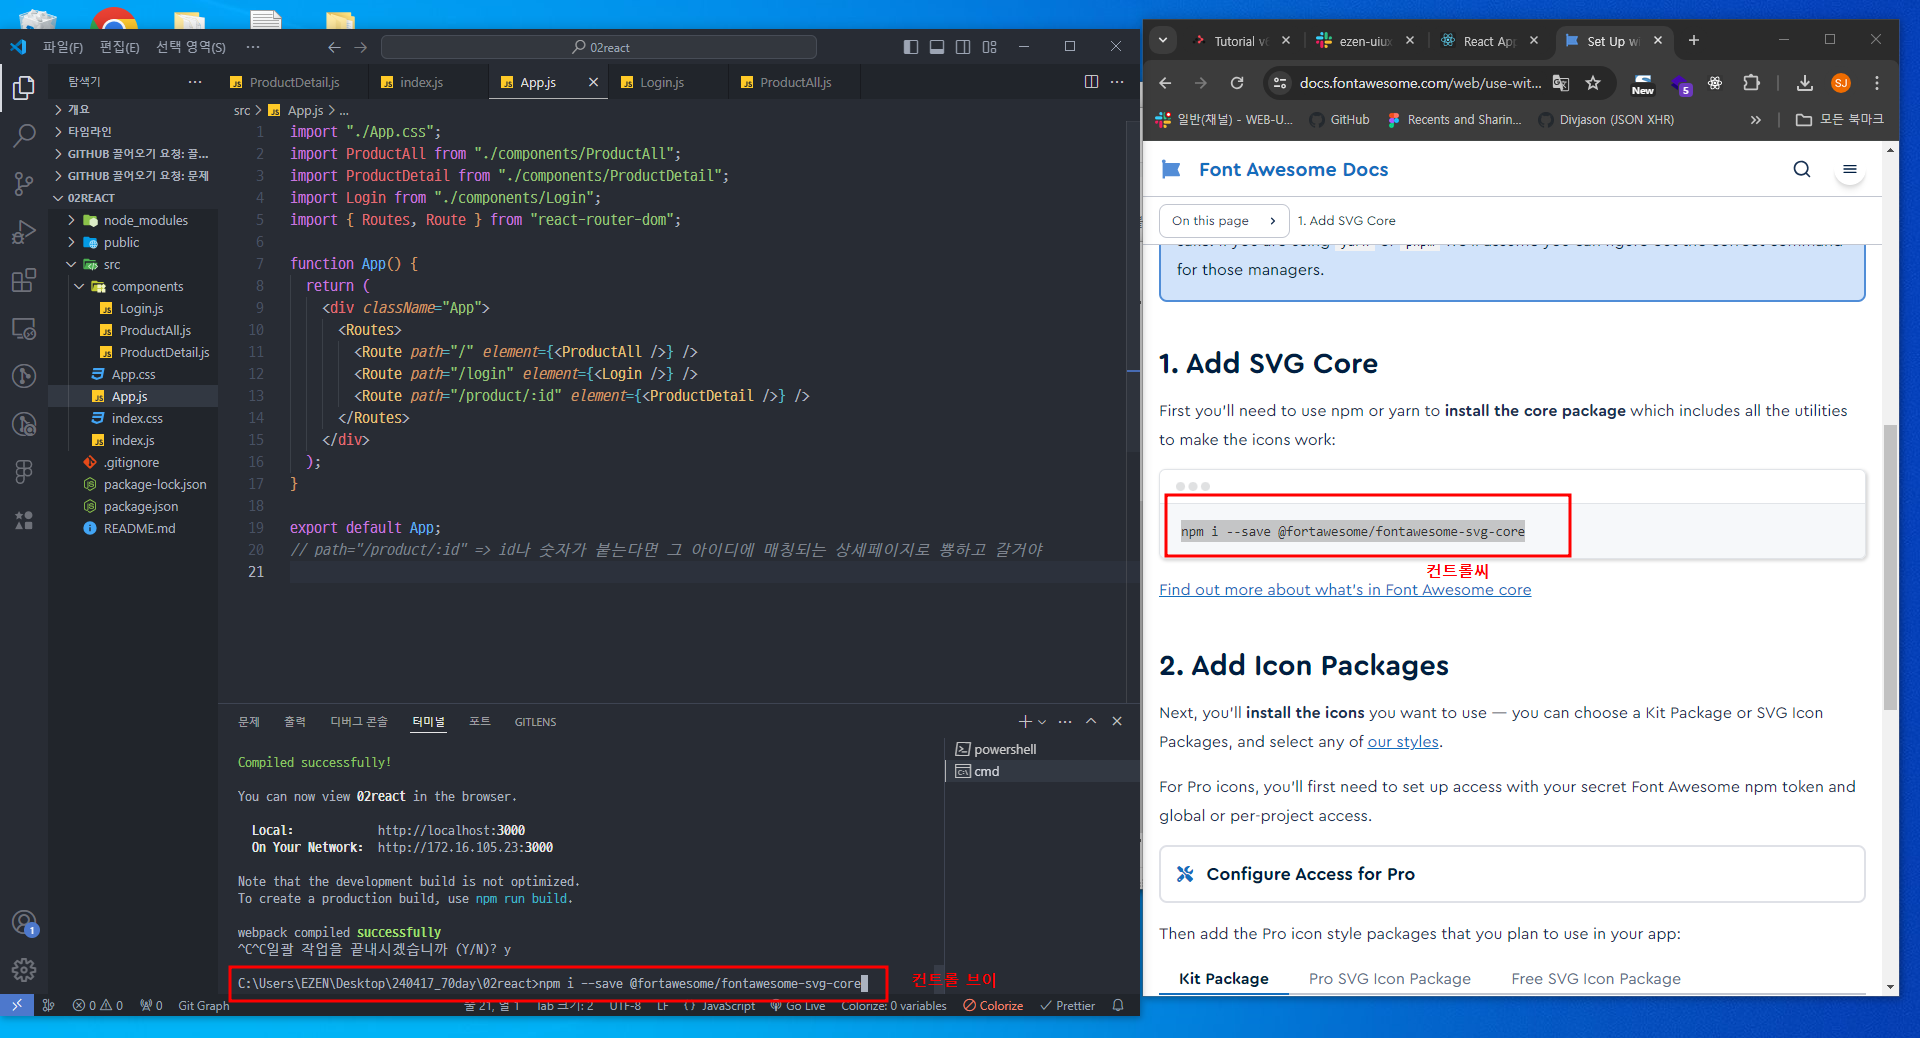 파일(F) 편집(E) 선택 영역(S) ... 02react
탐색기 ...
ProductDetail.js index.js App.js Login.js ProductAll.js
개요
타임라인
GITHUB 끌어오기 요청: 끌...
GITHUB 끌어오기 요청: 문제
02REACT
node_modules
public
src
components
Login.js
ProductAll.js
ProductDetail.js
App.css
App.js
index.css
index.js
.gitignore
package-lock.json
package.json
README.md
src > App.js > ...
1 import "./App.css";
2 import ProductAll from "./components/ProductAll";
3 import ProductDetail from "./components/ProductDetail";
4 import Login from "./components/Login";
5 import { Routes, Route } from "react-router-dom";
6
7 function App() {
8 return (
9 <div className="App">
10 <Routes>
11 <Route path="/" element={<ProductAll />} />
12 <Route path="/login" element={<Login />} />
13 <Route path="/product/:id" element={<ProductDetail />} />
14 </Routes>
15 </div>
16 );
17 }
18
19 export default App;
20 // path="/product/:id" => id나 숫자가 붙는다면 그 아이디에 매칭되는 상세페이지로 뿅하고 갈거야
21
문제 출력 디버그 콘솔 터미널 포트 GITLENS
powershell
cmd
Compiled successfully!
You can now view 02react in the browser.
Local: http://localhost:3000
On Your Network: http://172.16.105.23:3000
Note that the development build is not optimized.
To create a production build, use npm run build.
webpack compiled successfully
^C^C일괄 작업을 끝내시겠습니까 (Y/N)? y
C:\Users\EZEN\Desktop\240417_70day\02react>npm i --save @fortawesome/fontawesome-svg-core
컨트롤 브이
1
0 0 0 Git Graph 줄 21, 열 1 Tab 크기: 2 UTF-8 LF {} JavaScript Go Live Colorize: 0 variables Colorize Prettier
Tutorial v6 ezen-uiux React App Set Up wi
docs.fontawesome.com/web/use-wit... New 5 SJ
일반(채널) - WEB-U... GitHub Recents and Sharin... Divjason (JSON XHR) » 모든 북마크
Font Awesome Docs
On this page > 1. Add SVG Core
for those managers.
1. Add SVG Core
First you'll need to use npm or yarn to install the core package which includes all the utilities
to make the icons work:
npm i --save @fortawesome/fontawesome-svg-core
컨트롤씨
Find out more about what's in Font Awesome core
2. Add Icon Packages
Next, you'll install the icons you want to use — you can choose a Kit Package or SVG Icon
Packages, and select any of our styles.
For Pro icons, you'll first need to set up access with your secret Font Awesome npm token and
global or per-project access.
Configure Access for Pro
Then add the Pro icon style packages that you plan to use in your app:
Kit Package Pro SVG Icon Package Free SVG Icon Package